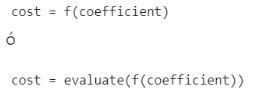 cost = f(coefficient)
ó
cost = evaluate(f(coefficient))